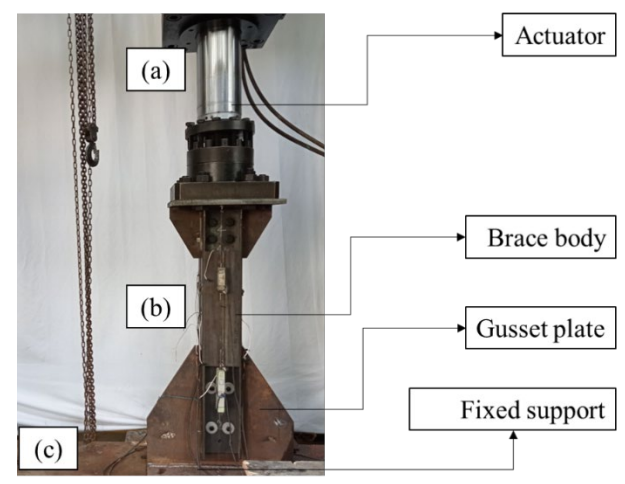 (a)
Actuator
Brace body
(b)
Gusset plate
Fixed support
(c)